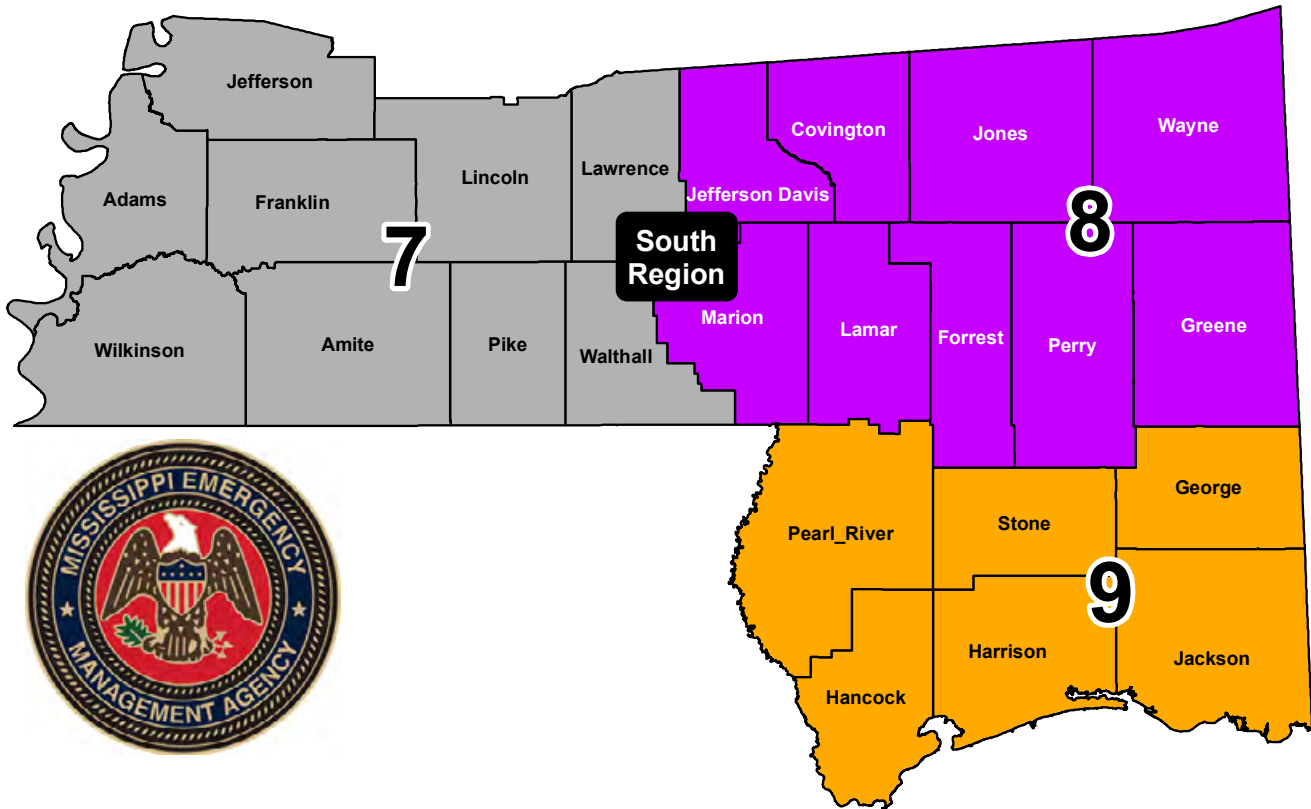 Jefferson
Covington
Jones
Wayne
Lincoln
Lawrence
Adams
Franklin
Jefferson Davis
8
7
South
Region
Wilkinson
Amite
Pike
Walthall
Marion
Lamar
Forrest
Perry
Greene
MISSISSIPPI EMERGENCY
MANAGEMENT AGENCY
George
Pearl_River
Stone
9
Harrison
Jackson
Hancock